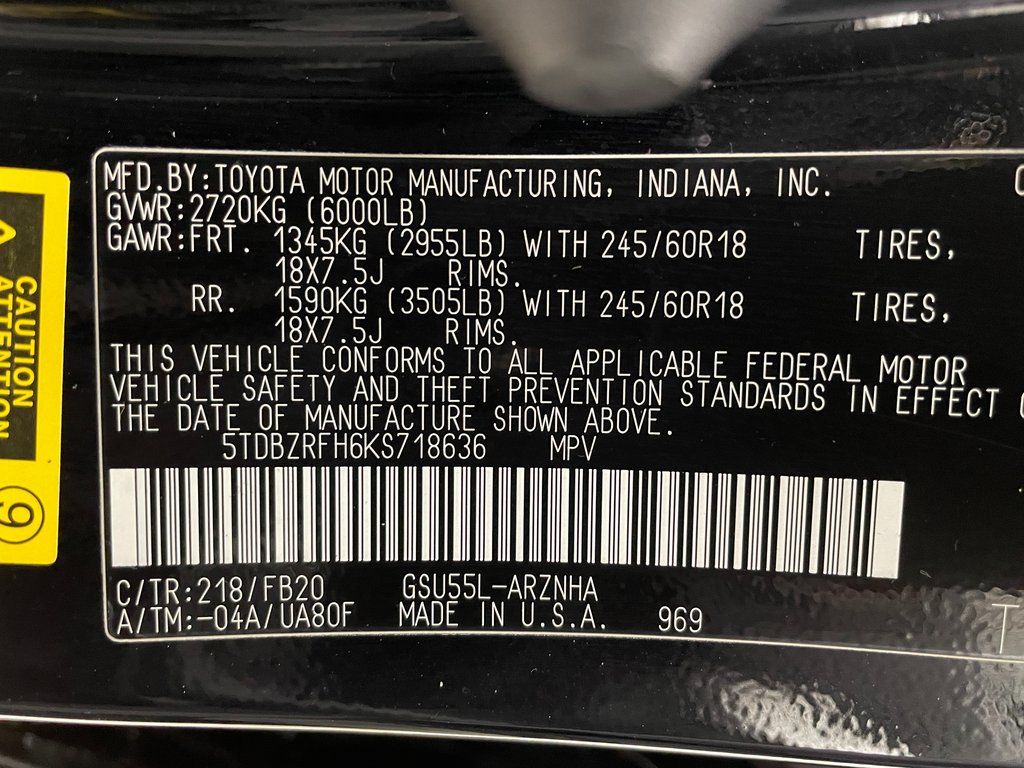 MFD.BY:TOYOTA MOTOR MANUFACTURING, INDIANA, INC.
GVWR:2720KG (6000LB)
GAWR:FRT. 1345KG (2955LB) WITH 245/60R18 TIRES,
18X7.5J RIMS.
RR. 1590KG (3505LB) WITH 245/60R18 TIRES,
18X7.5J RIMS.
THIS VEHICLE CONFORMS TO ALL APPLICABLE FEDERAL MOTOR
VEHICLE SAFETY AND THEFT PREVENTION STANDARDS IN EFFECT
THE DATE OF MANUFACTURE SHOWN ABOVE.
5TDBZRFH6KS718636 MPV
C/TR:218/FB20 GSU55L-ARZNHA
A/TM:-04A/UA80F MADE IN U.S.A. 969
CAUTION
ATTENTION
9